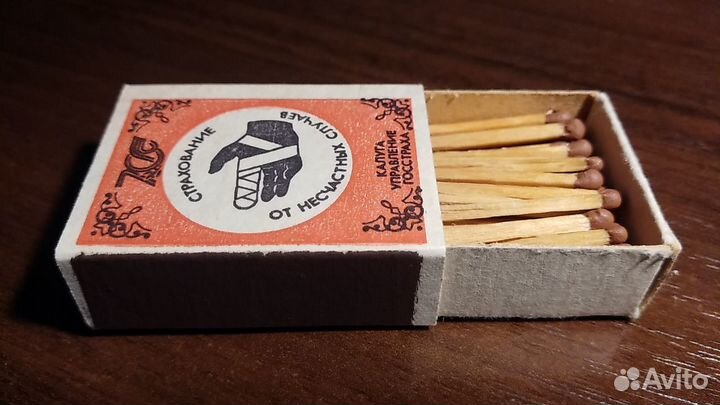 СТРАХОВАНИЕ
ОТ НЕСЧАСТНЫХ СЛУЧАЕВ
КАЛУГА
УПРАВЛЕНИЕ
ГОССТРАХА
Avito